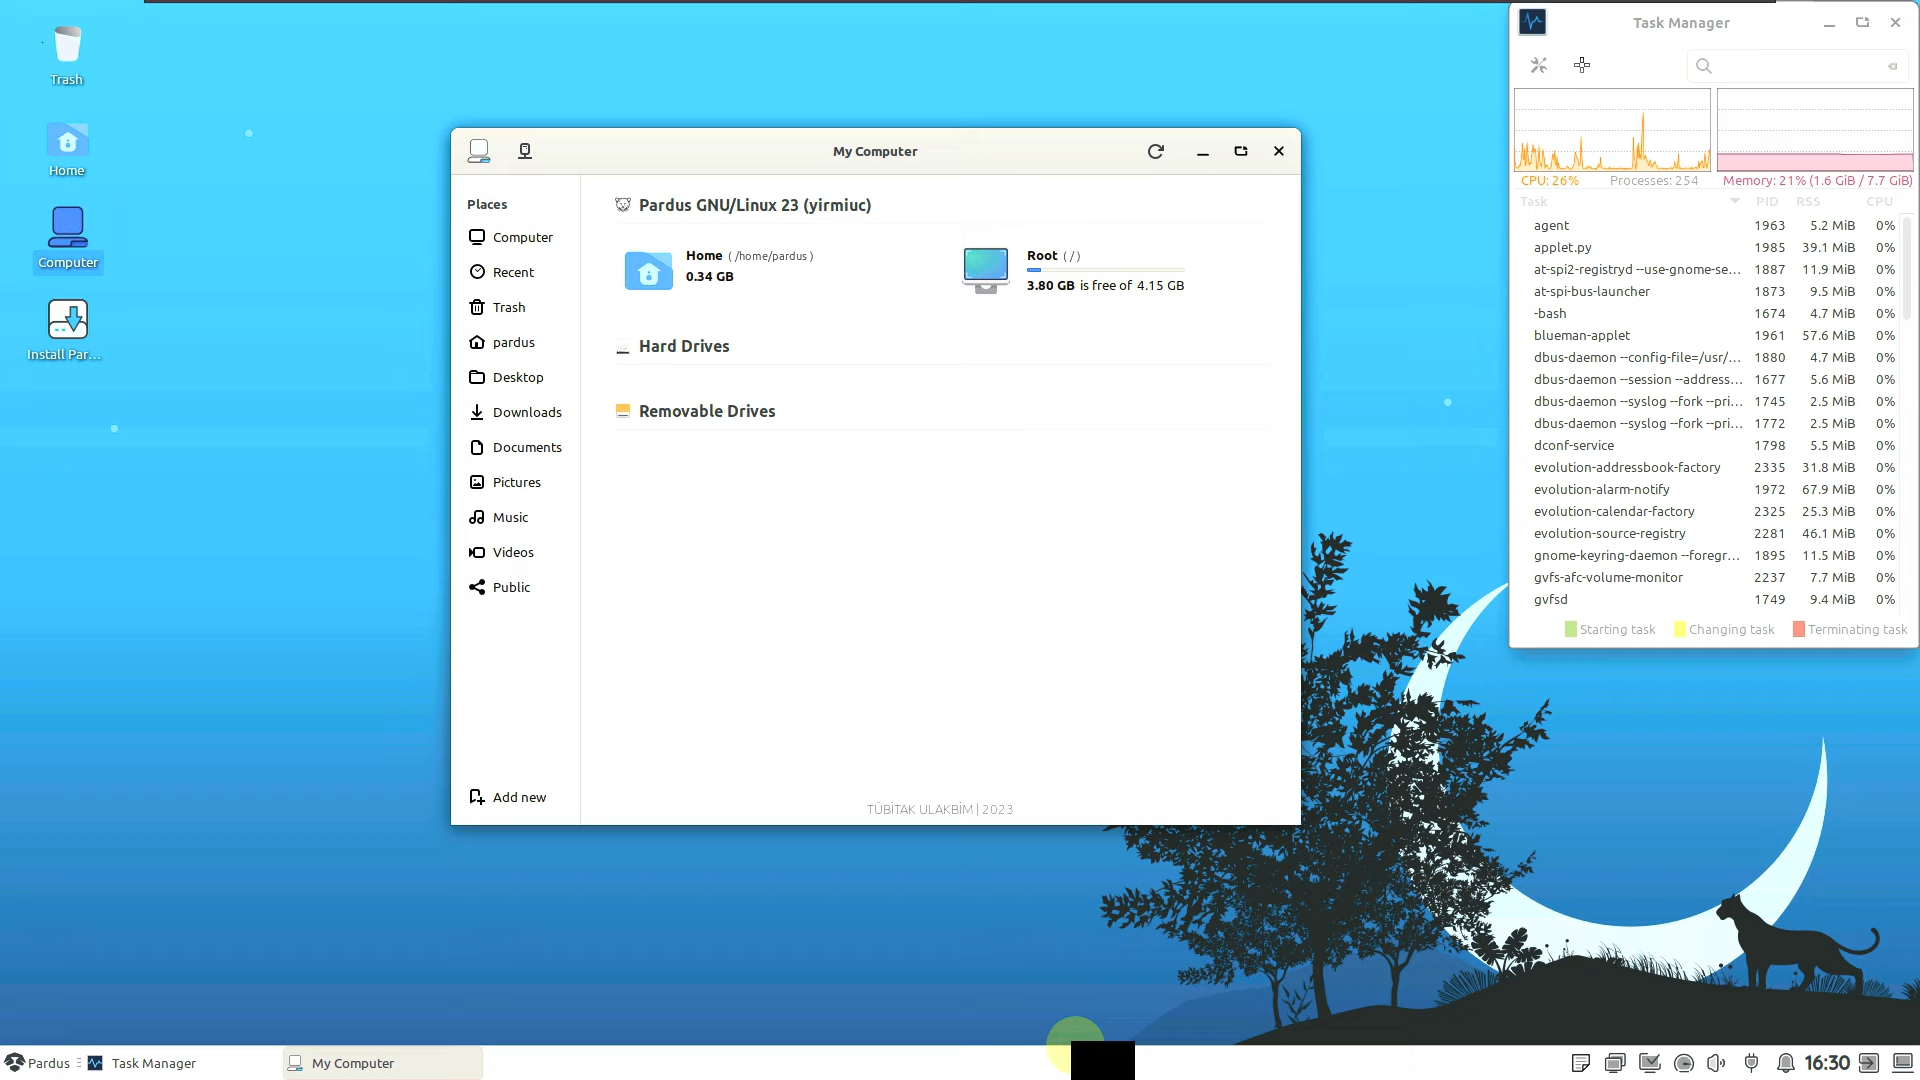 Trash
Home
Computer
Install Par...
My Computer
Places
Computer
Recent
Trash
pardus
Desktop
Downloads
Documents
Pictures
Music
Videos
Public
Add new
Pardus GNU/Linux 23 (yirmiuc)
Home ( /home/pardus )
0.34 GB
Root ( / )
3.80 GB is free of 4.15 GB
Hard Drives
Removable Drives
TÜBİTAK ULAKBİM | 2023
Task Manager
CPU: 26% Processes: 254 Memory: 21% (1.6 GiB / 7.7 GiB)
Task PID RSS CPU
agent 1963 5.2 MiB 0%
applet.py 1985 39.1 MiB 0%
at-spi2-registryd --use-gnome-se... 1887 11.9 MiB 0%
at-spi-bus-launcher 1873 9.5 MiB 0%
-bash 1674 4.7 MiB 0%
blueman-applet 1961 57.6 MiB 0%
dbus-daemon --config-file=/usr/... 1880 4.7 MiB 0%
dbus-daemon --session --address... 1677 5.6 MiB 0%
dbus-daemon --syslog --fork --pri... 1745 2.5 MiB 0%
dbus-daemon --syslog --fork --pri... 1772 2.5 MiB 0%
dconf-service 1798 5.5 MiB 0%
evolution-addressbook-factory 2335 31.8 MiB 0%
evolution-alarm-notify 1972 67.9 MiB 0%
evolution-calendar-factory 2325 25.3 MiB 0%
evolution-source-registry 2281 46.1 MiB 0%
gnome-keyring-daemon --foregr... 1895 11.5 MiB 0%
gvfs-afc-volume-monitor 2237 7.7 MiB 0%
gvfsd 1749 9.4 MiB 0%
Starting task Changing task Terminating task
Pardus Task Manager My Computer 16:30